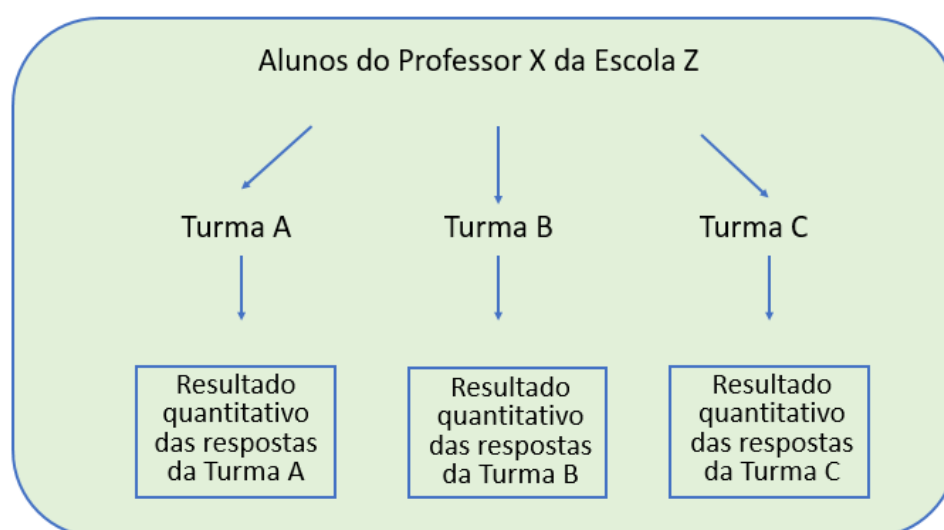 Alunos do Professor X da Escola Z
Turma A
Turma B
Turma C
Resultado
quantitativo
das respostas
da Turma A
Resultado
quantitativo
das respostas
da Turma B
Resultado
quantitativo
das respostas
da Turma C